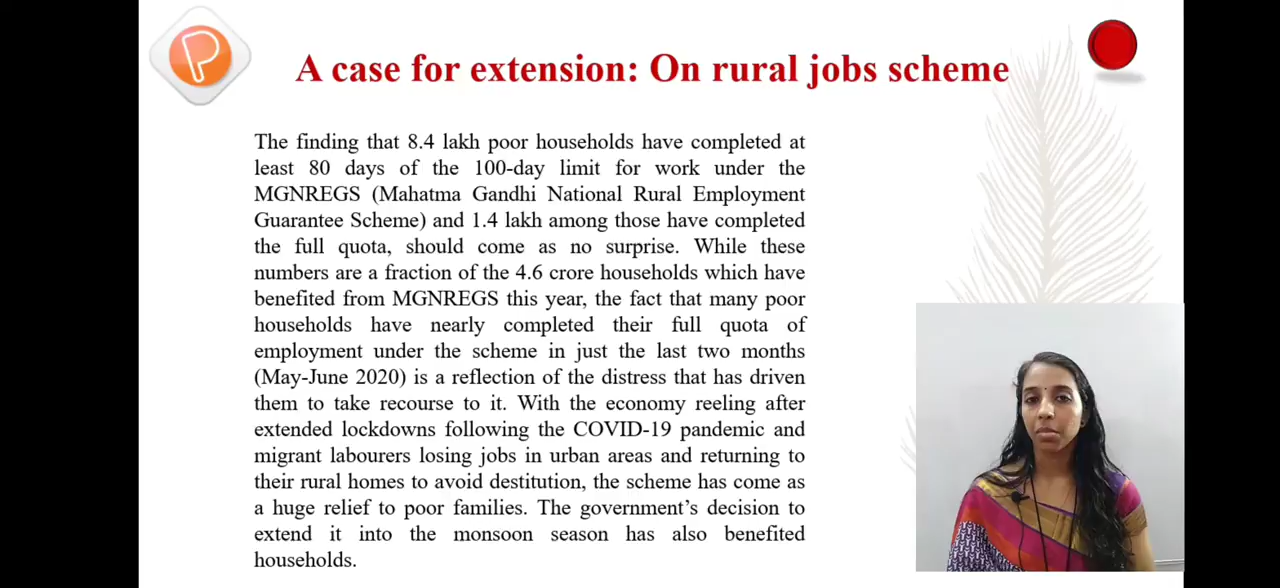 P
A case for extension: On rural jobs scheme
The finding that 8.4 lakh poor households have completed at
least 80 days of the 100-day limit for work under the
MGNREGS (Mahatma Gandhi National Rural Employment
Guarantee Scheme) and 1.4 lakh among those have completed
the full quota, should come as no surprise. While these
numbers are a fraction of the 4.6 crore households which have
benefited from MGNREGS this year, the fact that many poor
households have nearly completed their full quota of
employment under the scheme in just the last two months
(May-June 2020) is a reflection of the distress that has driven
them to take recourse to it. With the economy reeling after
extended lockdowns following the COVID-19 pandemic and
migrant labourers losing jobs in urban areas and returning to
their rural homes to avoid destitution, the scheme has come as
a huge relief to poor families. The government’s decision to
extend it into the monsoon season has also benefited
households.